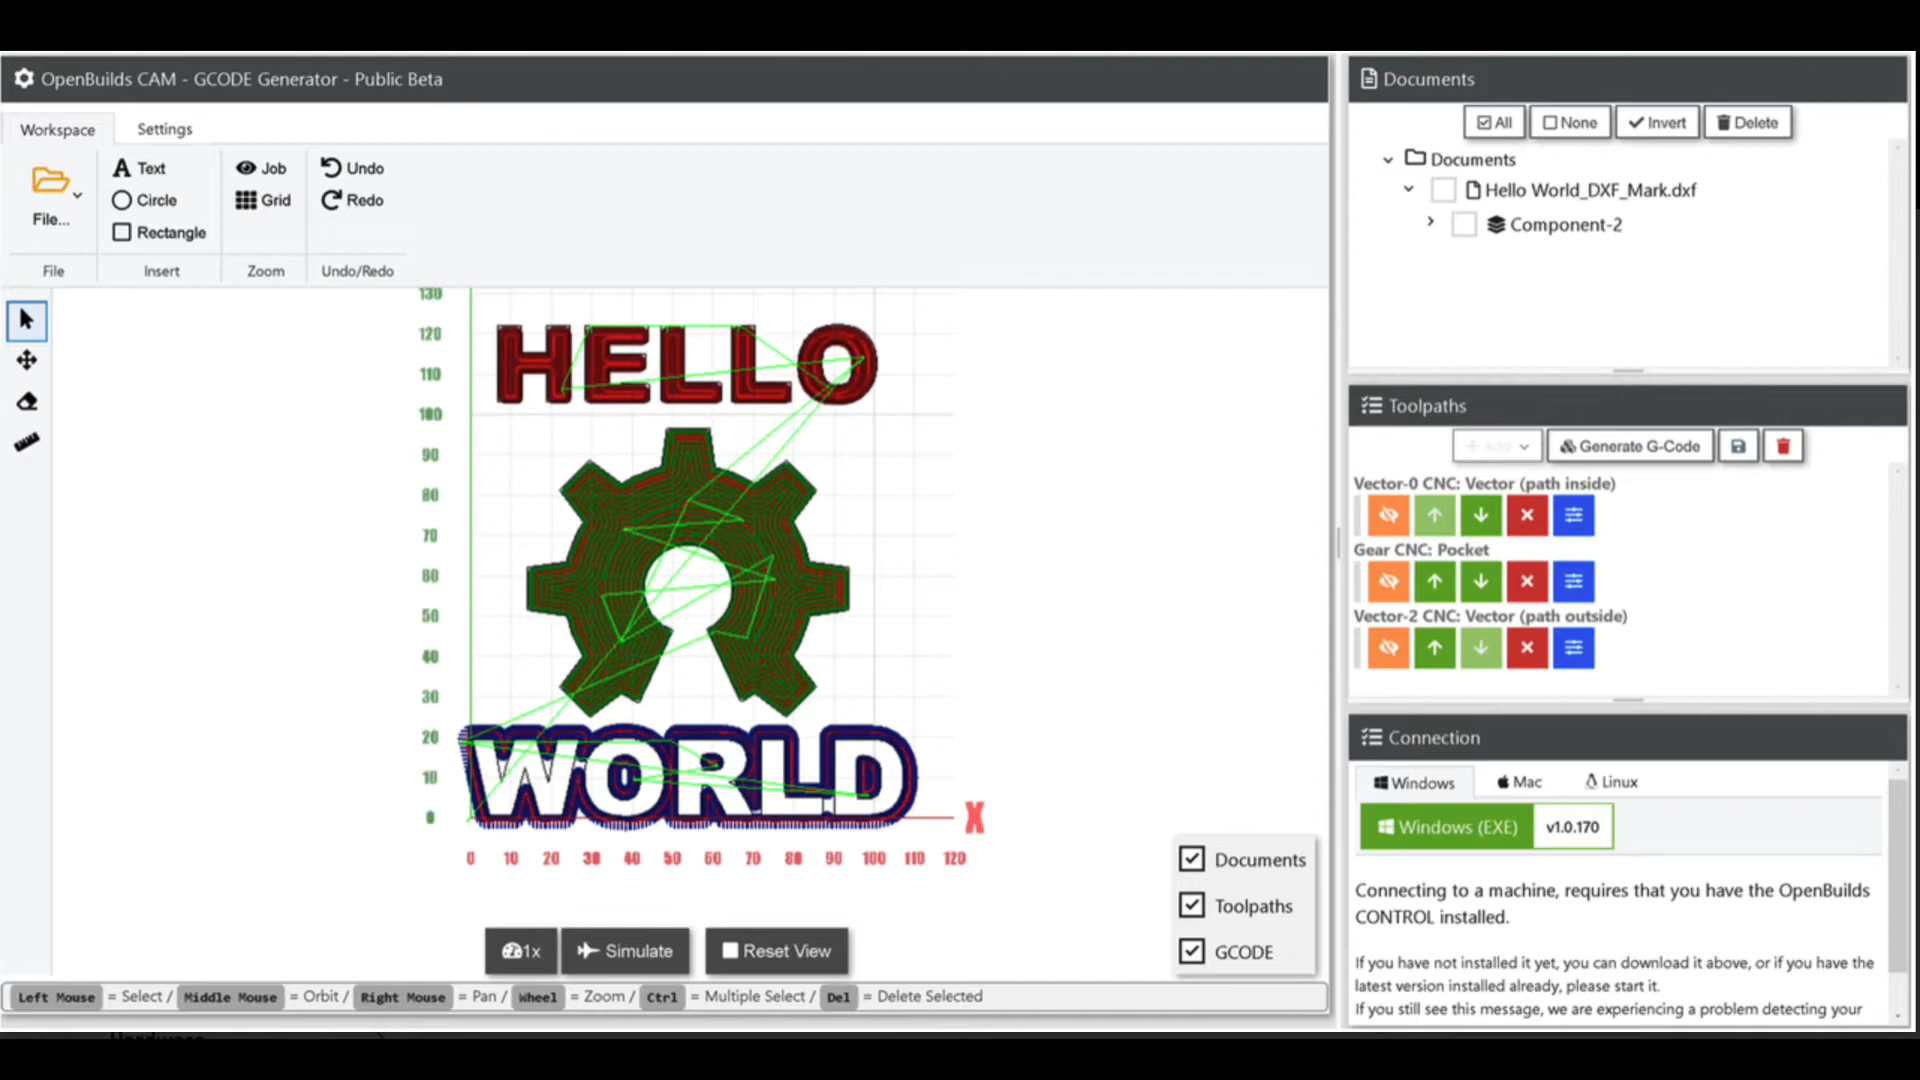 OpenBuilds CAM - GCODE Generator - Public Beta
Workspace
Settings
File...
Text
Circle
Rectangle
Job
Grid
Undo
Redo
File
Insert
Zoom
Undo/Redo
130
120
110
100
90
80
70
60
50
40
30
20
10
0
HELLO
WORLD
X
0 10 20 30 40 50 60 70 80 90 100 110 120
Documents
Toolpaths
GCODE
1x
Simulate
Reset View
Left Mouse = Select / Middle Mouse = Orbit / Right Mouse = Pan / Wheel = Zoom / Ctrl = Multiple Select / Del = Delete Selected
Documents
All
None
Invert
Delete
Documents
Hello World_DXF_Mark.dxf
Component-2
Toolpaths
Add
Generate G-Code
Vector-0 CNC: Vector (path inside)
Gear CNC: Pocket
Vector-2 CNC: Vector (path outside)
Connection
Windows
Mac
Linux
Windows (EXE)
v1.0.170
Connecting to a machine, requires that you have the OpenBuilds
CONTROL installed.
If you have not installed it yet, you can download it above, or if you have the
latest version installed already, please start it.
If you still see this message, we are experiencing a problem detecting your